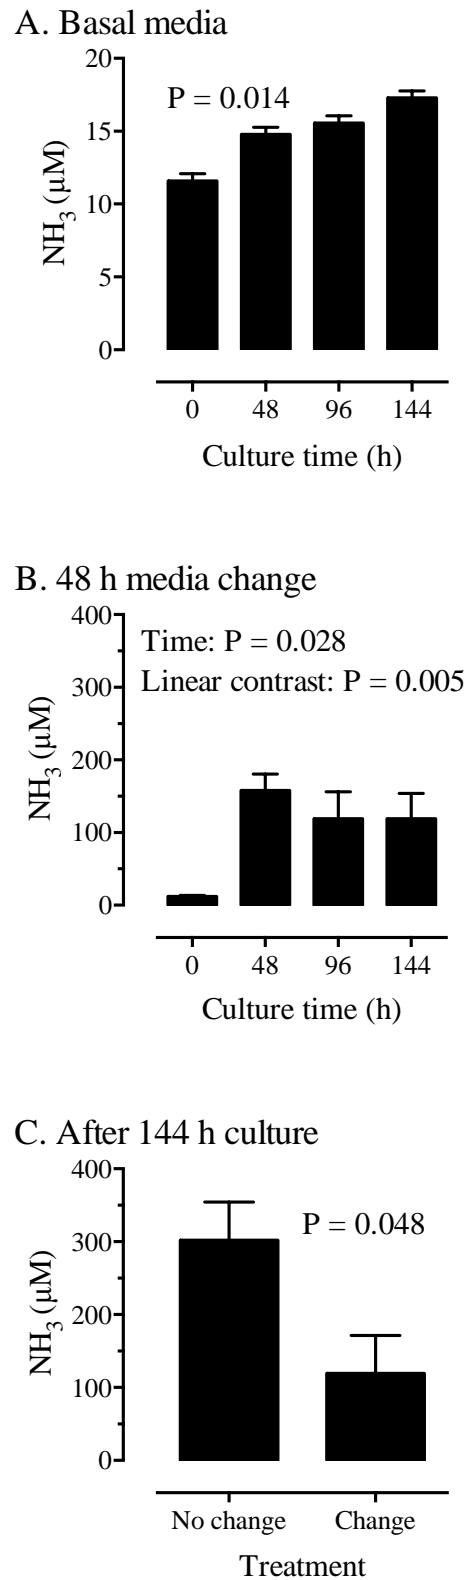 A. Basal media
20
P = 0.014
15
10
5
0
NH3 (µM)
0 48 96 144
Culture time (h)
B. 48 h media change
400
Time: P = 0.028
300
Linear contrast: P = 0.005
200
100
0
NH3 (µM)
0 48 96 144
Culture time (h)
C. After 144 h culture
400
P = 0.048
300
200
100
0
NH3 (µM)
No change Change
Treatment